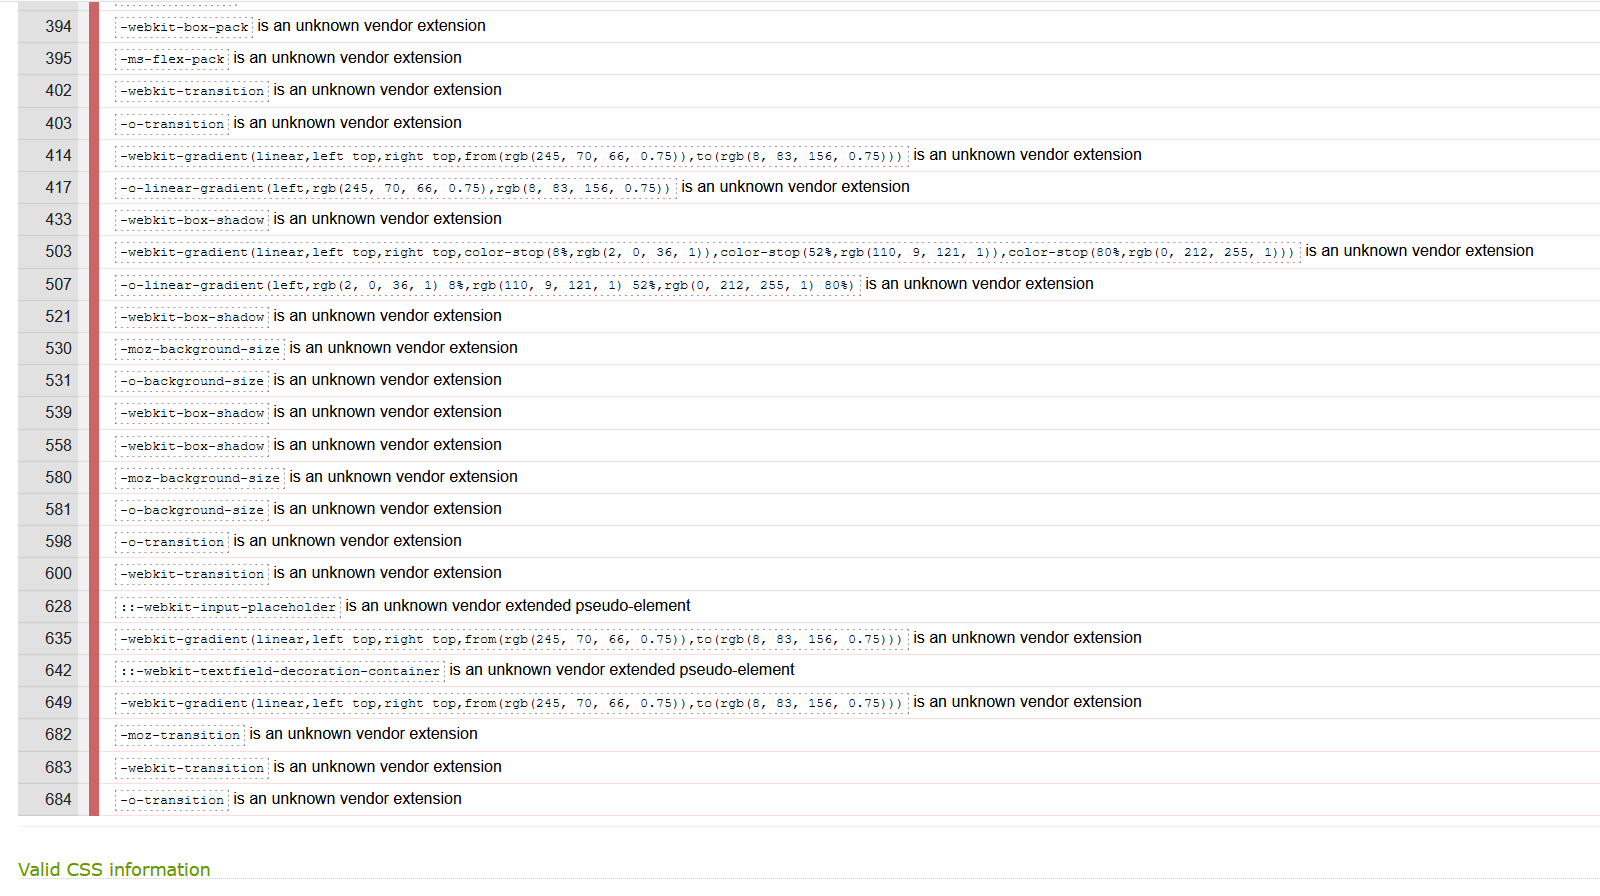 394 -webkit-box-pack is an unknown vendor extension
395 -ms-flex-pack is an unknown vendor extension
402 -webkit-transition is an unknown vendor extension
403 -o-transition is an unknown vendor extension
414 -webkit-gradient(linear,left top,right top,from(rgb(245, 70, 66, 0.75)),to(rgb(8, 83, 156, 0.75))) is an unknown vendor extension
417 -o-linear-gradient(left,rgb(245, 70, 66, 0.75),rgb(8, 83, 156, 0.75)) is an unknown vendor extension
433 -webkit-box-shadow is an unknown vendor extension
503 -webkit-gradient(linear,left top,right top,color-stop(8%,rgb(2, 0, 36, 1)),color-stop(52%,rgb(110, 9, 121, 1)),color-stop(80%,rgb(0, 212, 255, 1))) is an unknown vendor extension
507 -o-linear-gradient(left,rgb(2, 0, 36, 1) 8%,rgb(110, 9, 121, 1) 52%,rgb(0, 212, 255, 1) 80%) is an unknown vendor extension
521 -webkit-box-shadow is an unknown vendor extension
530 -moz-background-size is an unknown vendor extension
531 -o-background-size is an unknown vendor extension
539 -webkit-box-shadow is an unknown vendor extension
558 -webkit-box-shadow is an unknown vendor extension
580 -moz-background-size is an unknown vendor extension
581 -o-background-size is an unknown vendor extension
598 -o-transition is an unknown vendor extension
600 -webkit-transition is an unknown vendor extension
628 ::-webkit-input-placeholder is an unknown vendor extended pseudo-element
635 -webkit-gradient(linear,left top,right top,from(rgb(245, 70, 66, 0.75)),to(rgb(8, 83, 156, 0.75))) is an unknown vendor extension
642 ::-webkit-textfield-decoration-container is an unknown vendor extended pseudo-element
649 -webkit-gradient(linear,left top,right top,from(rgb(245, 70, 66, 0.75)),to(rgb(8, 83, 156, 0.75))) is an unknown vendor extension
682 -moz-transition is an unknown vendor extension
683 -webkit-transition is an unknown vendor extension
684 -o-transition is an unknown vendor extension
Valid CSS information